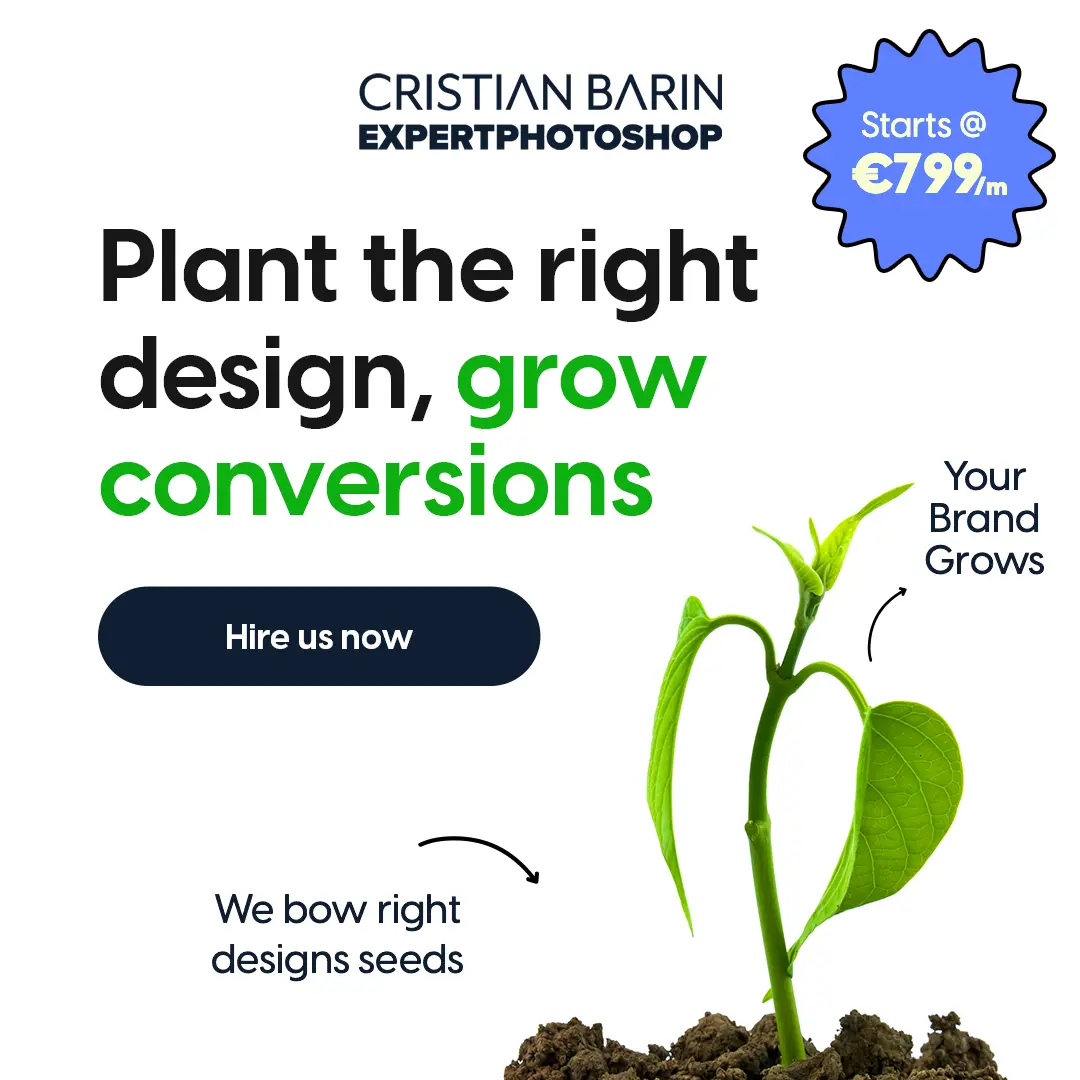 CRISTIAN BARIN
EXPERTPHOTOSHOP
Starts @
€799/m
Plant the right
design, grow
conversions
Hire us now
Your
Brand
Grows
We bow right
designs seeds